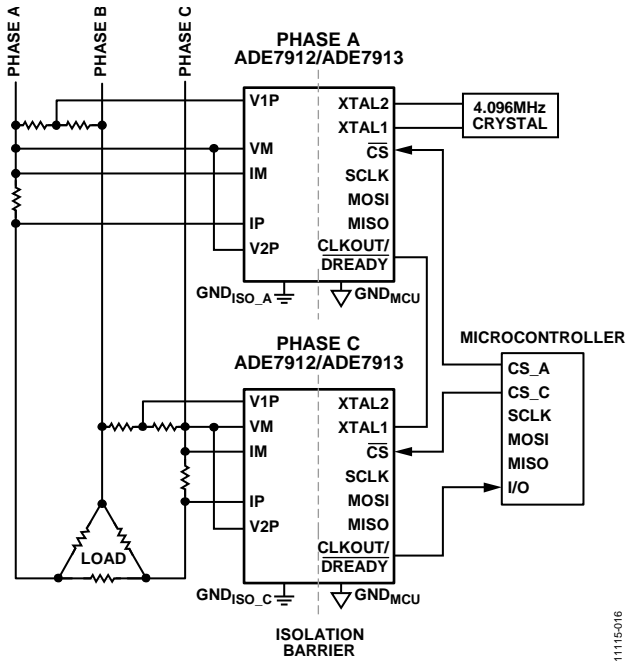 PHASE A
PHASE B
PHASE C
PHASE A
ADE7912/ADE7913
V1P
VM
IM
IP
V2P
XTAL2
XTAL1
CS
SCLK
MOSI
MISO
CLKOUT/
DREADY
4.096MHz
CRYSTAL
GNDISO_A
GNDMCU
PHASE C
ADE7912/ADE7913
V1P
VM
IM
IP
V2P
XTAL2
XTAL1
CS
SCLK
MOSI
MISO
CLKOUT/
DREADY
MICROCONTROLLER
CS_A
CS_C
SCLK
MOSI
MISO
I/O
LOAD
GNDISO_C
GNDMCU
ISOLATION
BARRIER
11115-016